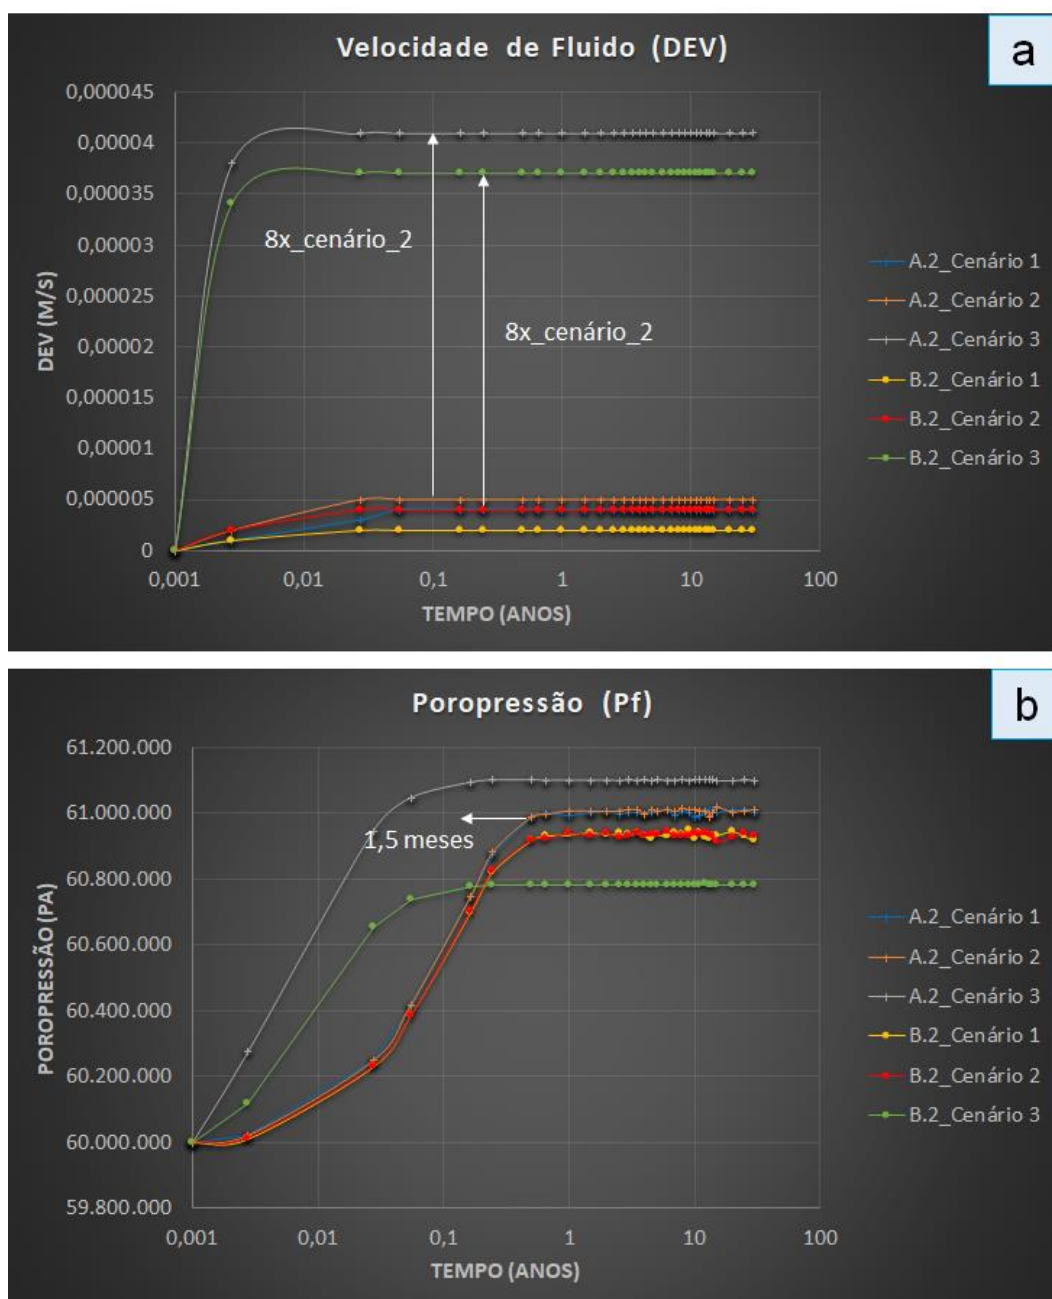 Velocidade de Fluido (DEV)
a
0,000045
0,00004
0,000035
0,00003
0,000025
0,00002
0,000015
0,00001
0,000005
0
DEV (M/S)
8x_cenário_2
8x_cenário_2
0,001
0,01
0,1
1
10
100
TEMPO (ANOS)
A.2_Cenário 1
A.2_Cenário 2
A.2_Cenário 3
B.2_Cenário 1
B.2_Cenário 2
B.2_Cenário 3
Poropressão (Pf)
b
61.200.000
61.000.000
60.800.000
60.600.000
60.400.000
60.200.000
60.000.000
59.800.000
POROPRESSÃO (PA)
1,5 meses
0,001
0,01
0,1
1
10
100
TEMPO (ANOS)
A.2_Cenário 1
A.2_Cenário 2
A.2_Cenário 3
B.2_Cenário 1
B.2_Cenário 2
B.2_Cenário 3